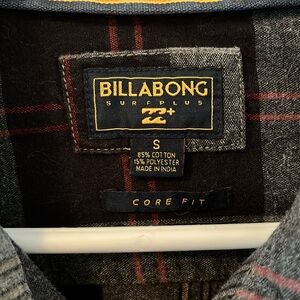 BILLABONG
SURFPLUS
S
85% COTTON
15% POLYESTER
MADE IN INDIA
CORE FIT